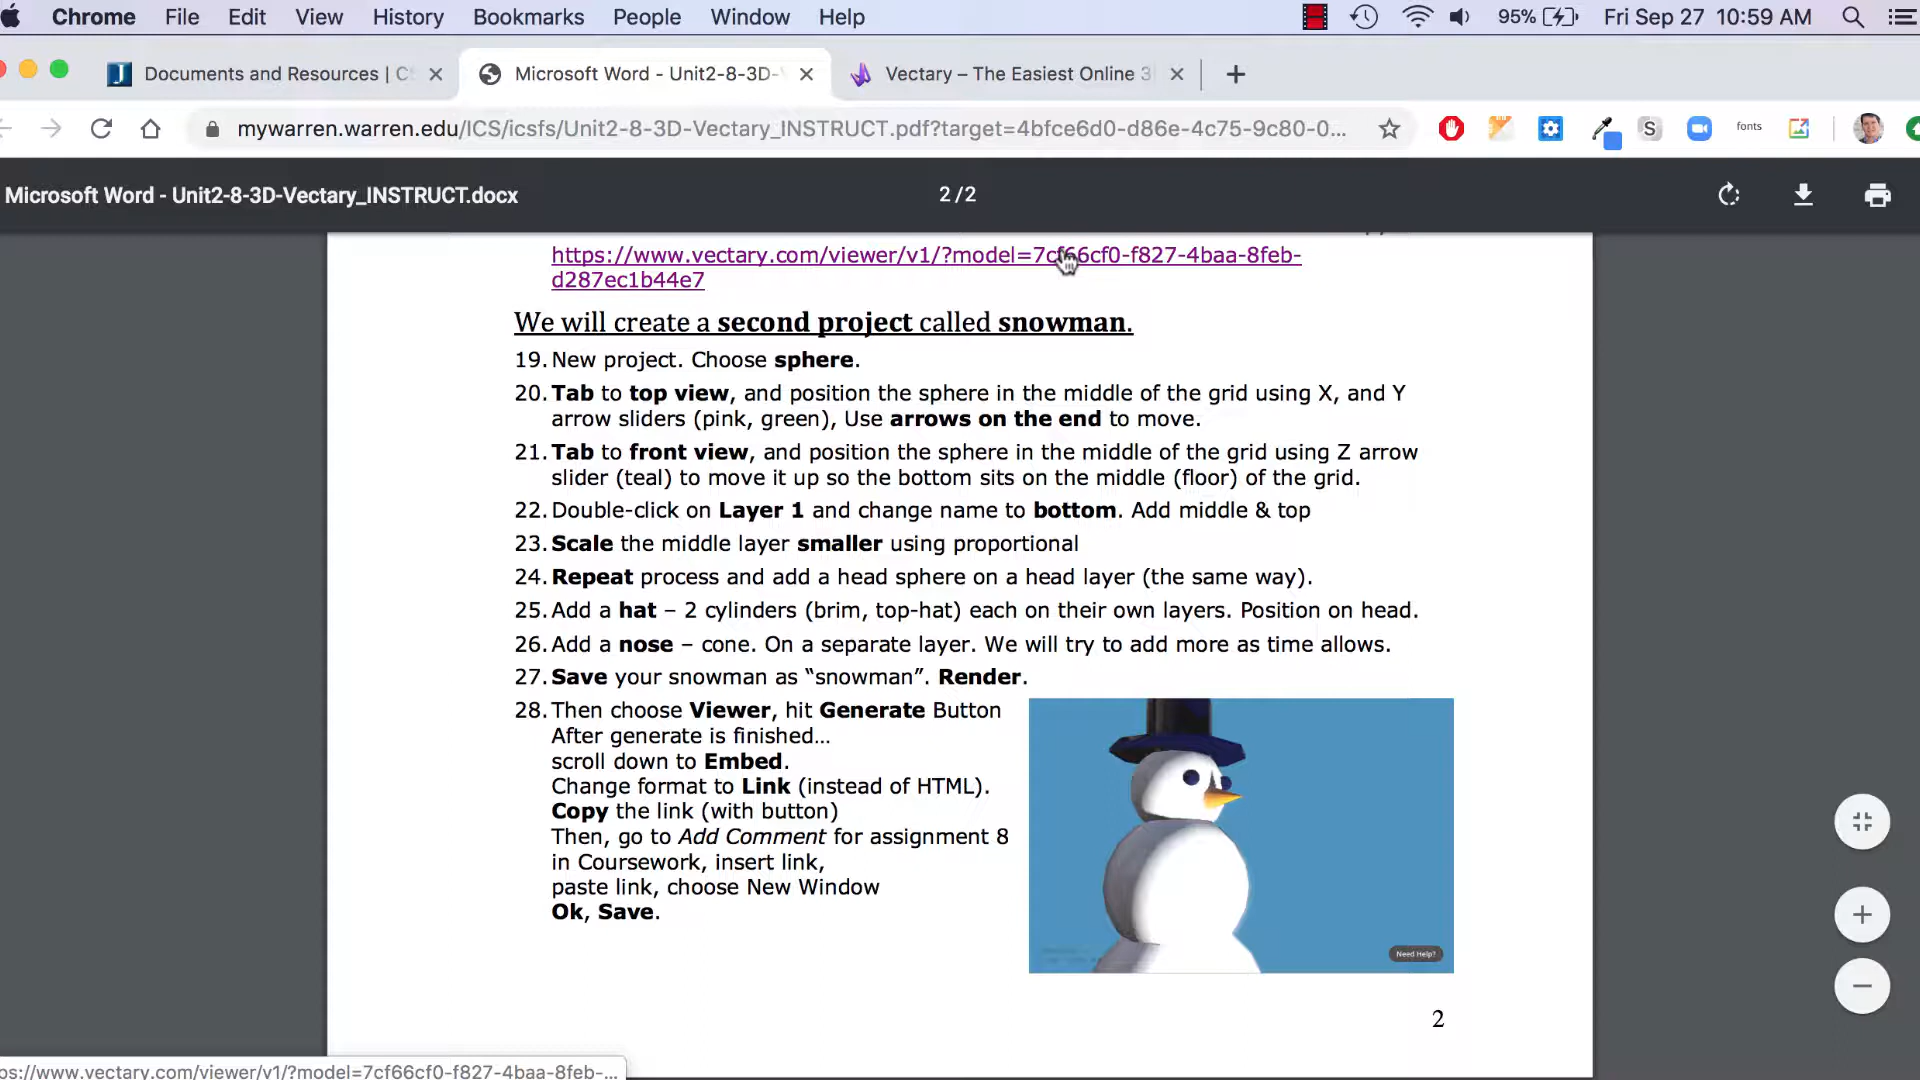 Chrome File Edit View History Bookmarks People Window Help 95% Fri Sep 27 10:59 AM
Documents and Resources | C Microsoft Word - Unit2-8-3D- Vectary – The Easiest Online 3
mywarren.warren.edu/ICS/icsfs/Unit2-8-3D-Vectary_INSTRUCT.pdf?target=4bfce6d0-d86e-4c75-9c80-0... S fonts
Microsoft Word - Unit2-8-3D-Vectary_INSTRUCT.docx 2 / 2
https://www.vectary.com/viewer/v1/?model=7cf66cf0-f827-4baa-8feb-
d287ec1b44e7
We will create a second project called snowman.
19. New project. Choose sphere.
20. Tab to top view, and position the sphere in the middle of the grid using X, and Y
arrow sliders (pink, green), Use arrows on the end to move.
21. Tab to front view, and position the sphere in the middle of the grid using Z arrow
slider (teal) to move it up so the bottom sits on the middle (floor) of the grid.
22. Double-click on Layer 1 and change name to bottom. Add middle & top
23. Scale the middle layer smaller using proportional
24. Repeat process and add a head sphere on a head layer (the same way).
25. Add a hat – 2 cylinders (brim, top-hat) each on their own layers. Position on head.
26. Add a nose – cone. On a separate layer. We will try to add more as time allows.
27. Save your snowman as “snowman”. Render.
28. Then choose Viewer, hit Generate Button
After generate is finished…
scroll down to Embed.
Change format to Link (instead of HTML).
Copy the link (with button)
Then, go to Add Comment for assignment 8
in Coursework, insert link,
paste link, choose New Window
Ok, Save.
Need Help?
2
ps://www.vectary.com/viewer/v1/?model=7cf66cf0-f827-4baa-8feb-...